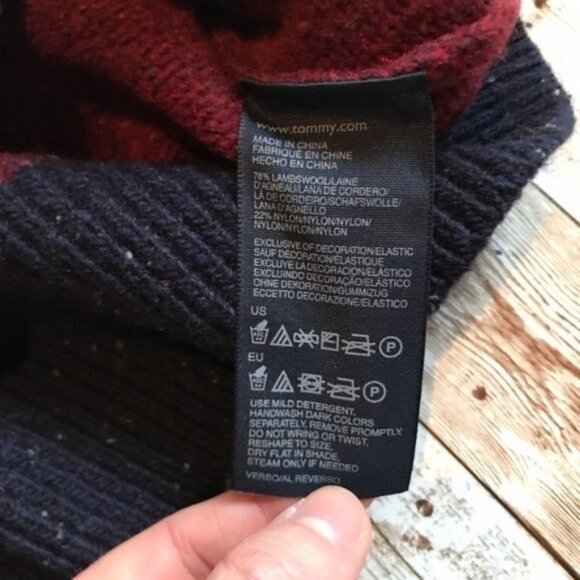 www.tommy.com
MADE IN CHINA
FABRIQUE EN CHINE
HECHO EN CHINA
78% LAMBSWOOL/LAINE
D'AGNEAU/LANA DE CORDERO/
LÃ DE CORDEIRO/SCHAFSWOLLE/
LANA D'AGNELLO
22% NYLON/NYLON/NYLON/
NYLON/NYLON/NYLON
EXCLUSIVE OF DECORATION/ELASTIC
SAUF DÉCORATION/ÉLASTIQUE
EXCLUYE LA DECORACIÓN/ELÁSTICO
EXCLUINDO DECORAÇÃO/ELÁSTICO
OHNE DEKORATION/GUMMIZUG
ECCETTO DECORAZIONE/ELASTICO
US
P
EU
P
USE MILD DETERGENT,
HANDWASH DARK COLORS
SEPARATELY, REMOVE PROMPTLY.
DO NOT WRING OR TWIST,
RESHAPE TO SIZE,
DRY FLAT IN SHADE,
STEAM ONLY IF NEEDED
VERSO/AL REVERSO